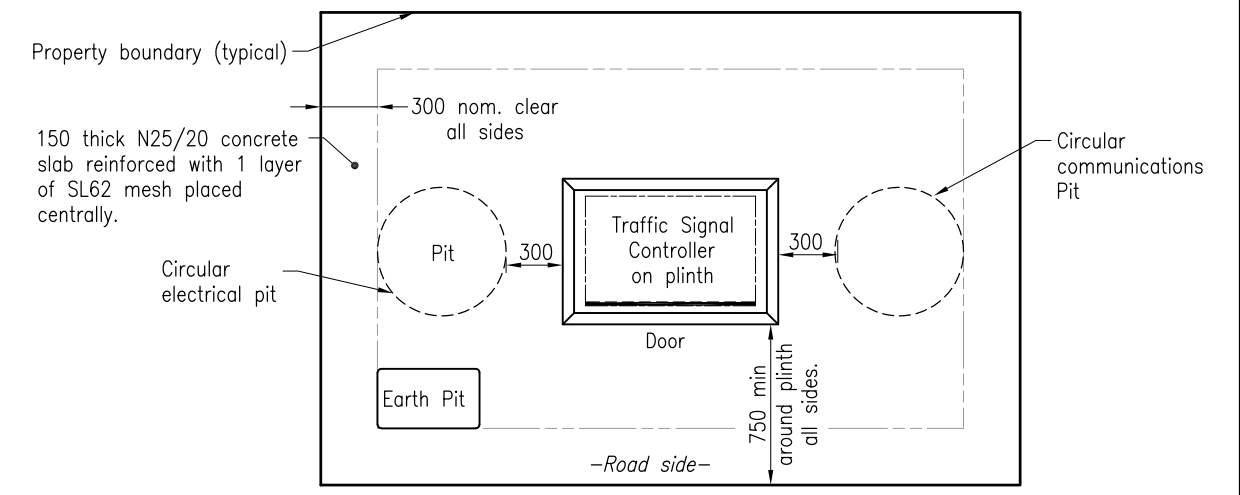 Property boundary (typical)
300 nom. clear
all sides
150 thick N25/20 concrete
slab reinforced with 1 layer
of SL62 mesh placed
centrally.
Circular
communications
Pit
Traffic Signal
Controller
on plinth
Pit
300
300
Circular
electrical pit
Door
Earth Pit
750 min
around plinth
all sides.
-Road side-